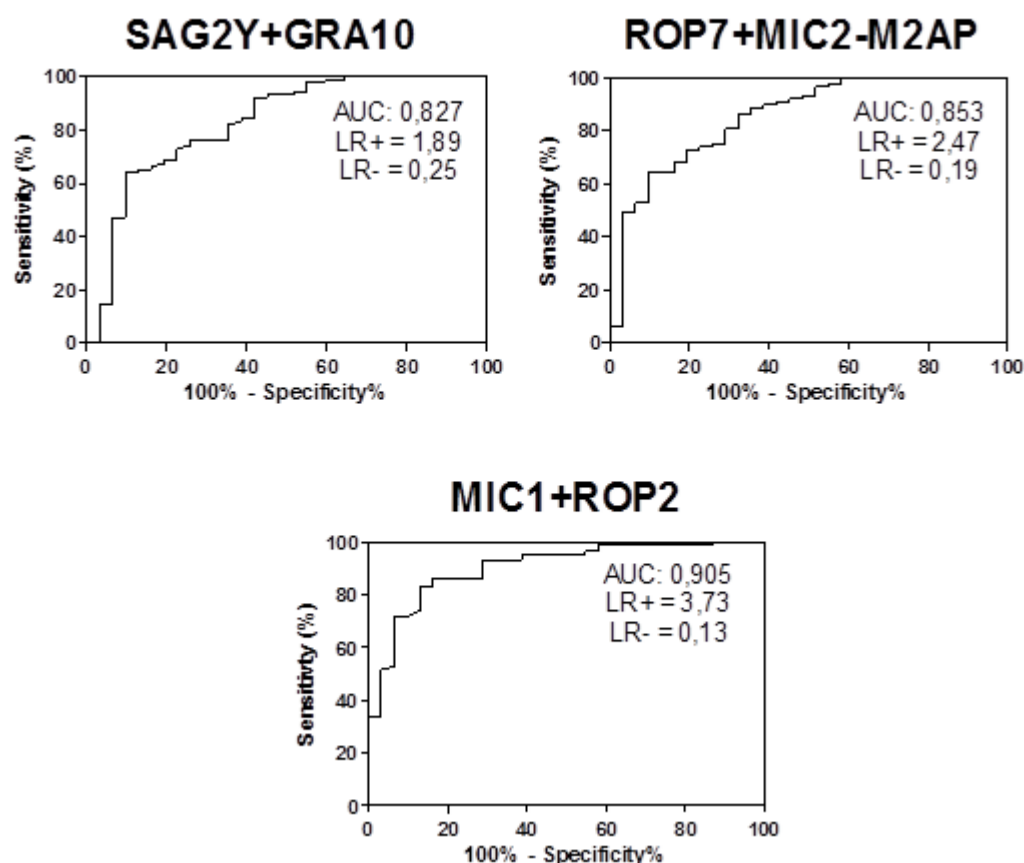 SAG2Y+GRA10
100
80
60
40
20
0
Sensitivity (%)
AUC: 0,827
LR+ = 1,89
LR- = 0,25
0 20 40 60 80 100
100% - Specificity%
ROP7+MIC2-M2AP
100
80
60
40
20
0
Sensitivity (%)
AUC: 0,853
LR+ = 2,47
LR- = 0,19
0 20 40 60 80 100
100% - Specificity%
MIC1+ROP2
100
80
60
40
20
0
Sensitivty (%)
AUC: 0,905
LR+ = 3,73
LR- = 0,13
0 20 40 60 80 100
100% - Specificity%